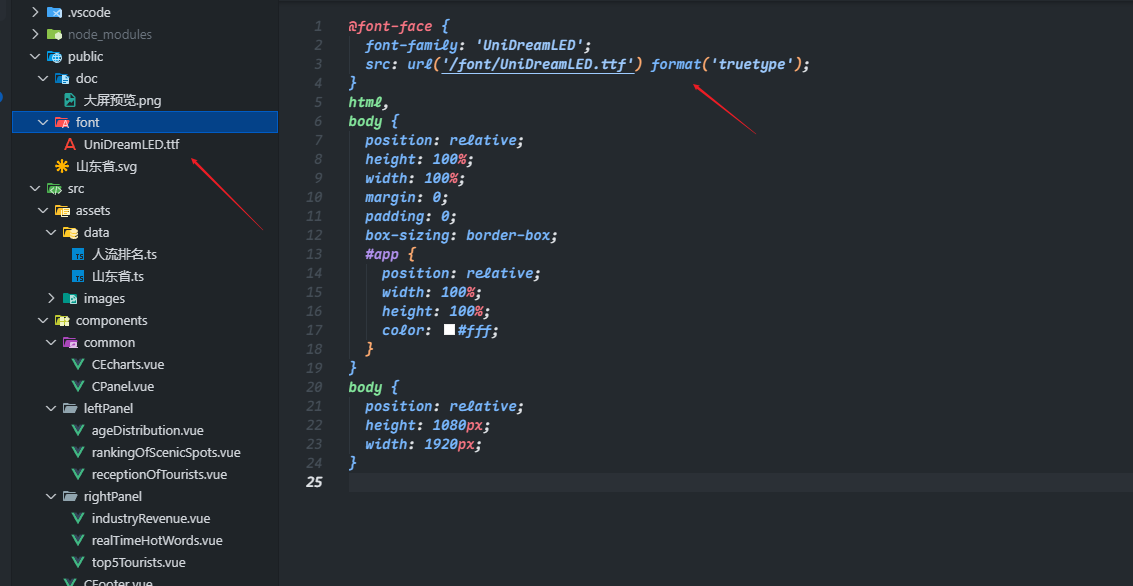 .vscode
node_modules
public
doc
大屏预览.png
font
UniDreamLED.ttf
山东省.svg
src
assets
data
人流排名.ts
山东省.ts
images
components
common
CEcharts.vue
CPanel.vue
leftPanel
ageDistribution.vue
rankingOfScenicSpots.vue
receptionOfTourists.vue
rightPanel
industryRevenue.vue
realTimeHotWords.vue
top5Tourists.vue
CFooter.vue
1 @font-face {
2 font-family: 'UniDreamLED';
3 src: url('/font/UniDreamLED.ttf') format('truetype');
4 }
5 html,
6 body {
7 position: relative;
8 height: 100%;
9 width: 100%;
10 margin: 0;
11 padding: 0;
12 box-sizing: border-box;
13 #app {
14 position: relative;
15 width: 100%;
16 height: 100%;
17 color: #fff;
18 }
19 }
20 body {
21 position: relative;
22 height: 1080px;
23 width: 1920px;
24 }
25